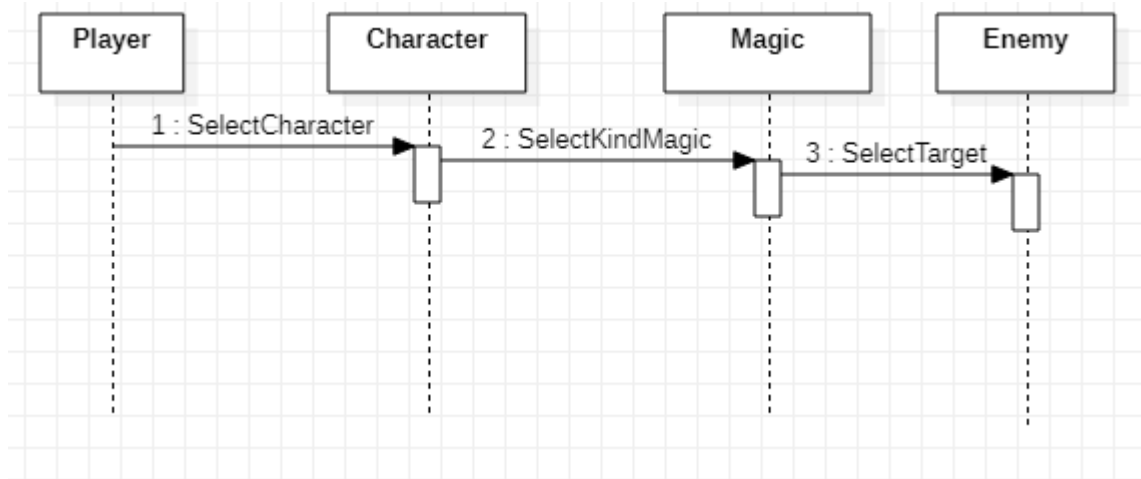 Player
Character
Magic
Enemy
1 : SelectCharacter
2 : SelectKindMagic
3 : SelectTarget